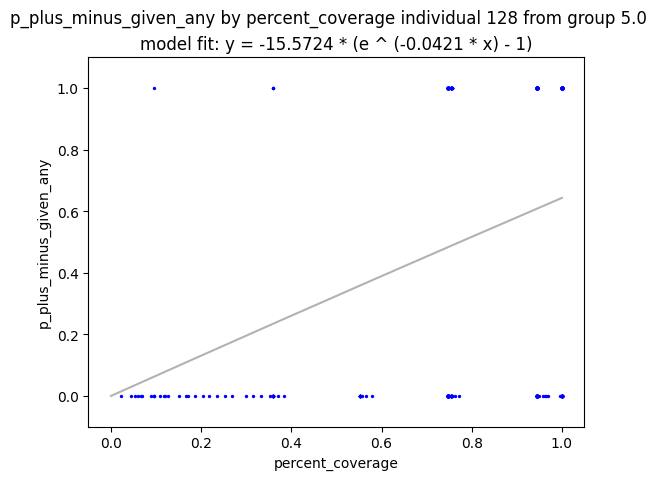 p_plus_minus_given_any by percent_coverage individual 128 from group 5.0
model fit: y = -15.5724 * (e ^ (-0.0421 * x) - 1)
1.0
0.8
0.6
0.4
0.2
0.0
p_plus_minus_given_any
0.0 0.2 0.4 0.6 0.8 1.0
percent_coverage